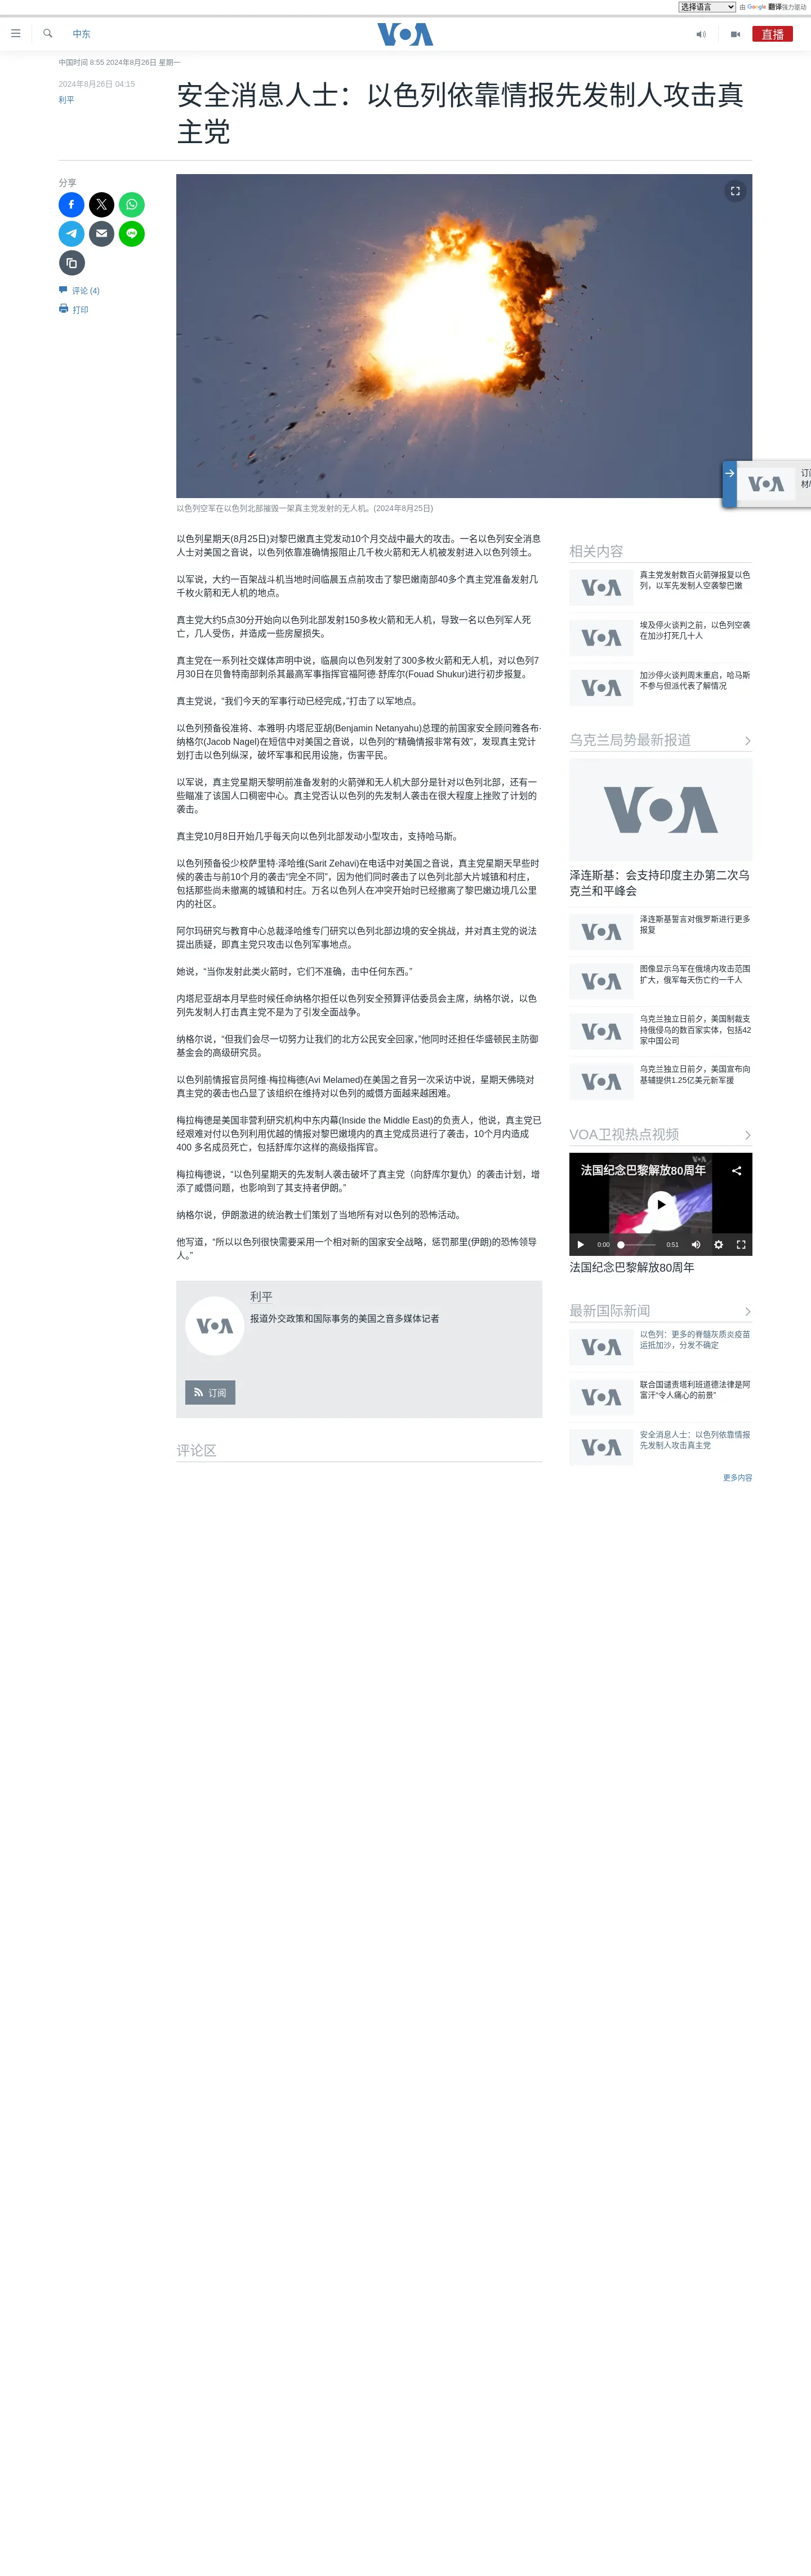 选择语言 由 Google 翻译强力驱动
中东
VOA
直播
中国时间 8:55 2024年8月26日 星期一
2024年8月26日 04:15
利平
安全消息人士：以色列依靠情报先发制人攻击真
主党
分享
评论 (4)
打印
以色列空军在以色列北部摧毁一架真主党发射的无人机。(2024年8月25日)
以色列星期天(8月25日)对黎巴嫩真主党发动10个月交战中最大的攻击。一名以色列安全消息
人士对美国之音说，以色列依靠准确情报阻止几千枚火箭和无人机被发射进入以色列领土。
以军说，大约一百架战斗机当地时间临晨五点前攻击了黎巴嫩南部40多个真主党准备发射几
千枚火箭和无人机的地点。
真主党大约5点30分开始向以色列北部发射150多枚火箭和无人机，导致一名以色列军人死
亡，几人受伤，并造成一些房屋损失。
真主党在一系列社交媒体声明中说，临晨向以色列发射了300多枚火箭和无人机，对以色列7
月30日在贝鲁特南部刺杀其最高军事指挥官福阿德·舒库尔(Fouad Shukur)进行初步报复。
真主党说，“我们今天的军事行动已经完成，”打击了以军地点。
以色列预备役准将、本雅明·内塔尼亚胡(Benjamin Netanyahu)总理的前国家安全顾问雅各布·
纳格尔(Jacob Nagel)在短信中对美国之音说，以色列的“精确情报非常有效”，发现真主党计
划打击以色列纵深，破坏军事和民用设施，伤害平民。
以军说，真主党星期天黎明前准备发射的火箭弹和无人机大部分是针对以色列北部，还有一
些瞄准了该国人口稠密中心。真主党否认以色列的先发制人袭击在很大程度上挫败了计划的
袭击。
真主党10月8日开始几乎每天向以色列北部发动小型攻击，支持哈马斯。
以色列预备役少校萨里特·泽哈维(Sarit Zehavi)在电话中对美国之音说，真主党星期天早些时
候的袭击与前10个月的袭击“完全不同”，因为他们同时袭击了以色列北部大片城镇和村庄，
包括那些尚未撤离的城镇和村庄。万名以色列人在冲突开始时已经撤离了黎巴嫩边境几公里
内的社区。
阿尔玛研究与教育中心总裁泽哈维专门研究以色列北部边境的安全挑战，并对真主党的说法
提出质疑，即真主党只攻击以色列军事地点。
她说，“当你发射此类火箭时，它们不准确，击中任何东西。”
内塔尼亚胡本月早些时候任命纳格尔担任以色列安全预算评估委员会主席，纳格尔说，以色
列先发制人打击真主党不是为了引发全面战争。
纳格尔说，“但我们会尽一切努力让我们的北方公民安全回家，”他同时还担任华盛顿民主防御
基金会的高级研究员。
以色列前情报官员阿维·梅拉梅德(Avi Melamed)在美国之音另一次采访中说，星期天佛晓对
真主党的袭击也凸显了该组织在维持对以色列的威慑方面越来越困难。
梅拉梅德是美国非营利研究机构中东内幕(Inside the Middle East)的负责人，他说，真主党已
经艰难对付以色列利用优越的情报对黎巴嫩境内的真主党成员进行了袭击，10个月内造成
400 多名成员死亡，包括舒库尔这样的高级指挥官。
梅拉梅德说，“以色列星期天的先发制人袭击破坏了真主党（向舒库尔复仇）的袭击计划，增
添了威慑问题，也影响到了其支持者伊朗。”
纳格尔说，伊朗激进的统治教士们策划了当地所有对以色列的恐怖活动。
他写道，“所以以色列很快需要采用一个相对新的国家安全战略，惩罚那里(伊朗)的恐怖领导
人。”
VOA
利平
报道外交政策和国际事务的美国之音多媒体记者
订阅
评论区
VOA
相关内容
VOA
真主党发射数百火箭弹报复以色
列，以军先发制人空袭黎巴嫩
VOA
埃及停火谈判之前，以色列空袭
在加沙打死几十人
VOA
加沙停火谈判周末重启，哈马斯
不参与但派代表了解情况
乌克兰局势最新报道
VOA
泽连斯基：会支持印度主办第二次乌
克兰和平峰会
VOA
泽连斯基誓言对俄罗斯进行更多
报复
VOA
图像显示乌军在俄境内攻击范围
扩大，俄军每天伤亡约一千人
VOA
乌克兰独立日前夕，美国制裁支
持俄侵乌的数百家实体，包括42
家中国公司
VOA
乌克兰独立日前夕，美国宣布向
基辅提供1.25亿美元新军援
VOA卫视热点视频
VOA
法国纪念巴黎解放80周年
0:00 0:51
法国纪念巴黎解放80周年
最新国际新闻
VOA
以色列：更多的脊髓灰质炎疫苗
运抵加沙，分发不确定
VOA
联合国谴责塔利班道德法律是阿
富汗“令人痛心的前景”
VOA
安全消息人士：以色列依靠情报
先发制人攻击真主党
更多内容